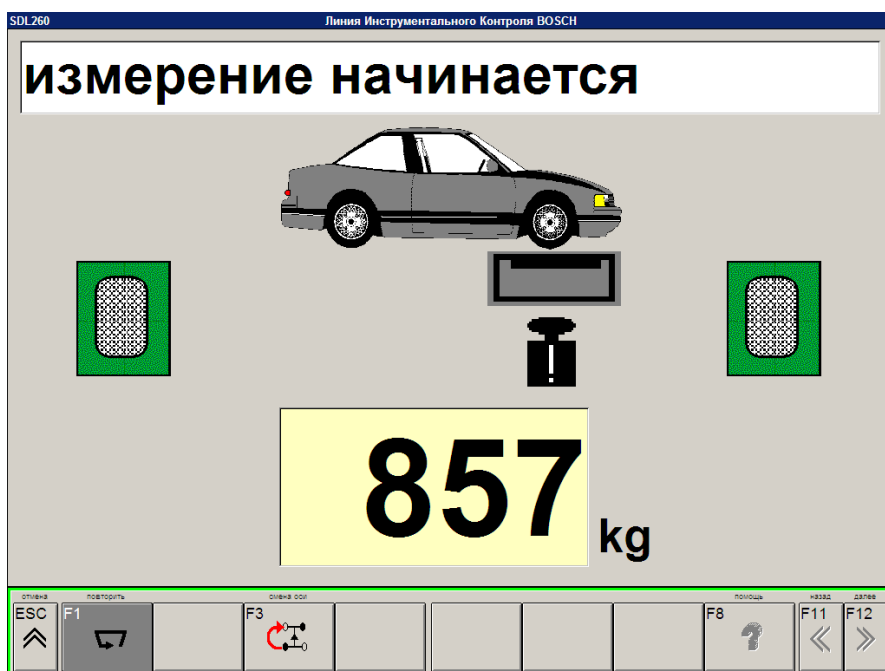 SDL260 Линия Инструментального Контроля BOSCH
измерение начинается
857 kg
отмена повторить смена оси помощь назад далее
ESC F1 F3 F8 F11 F12